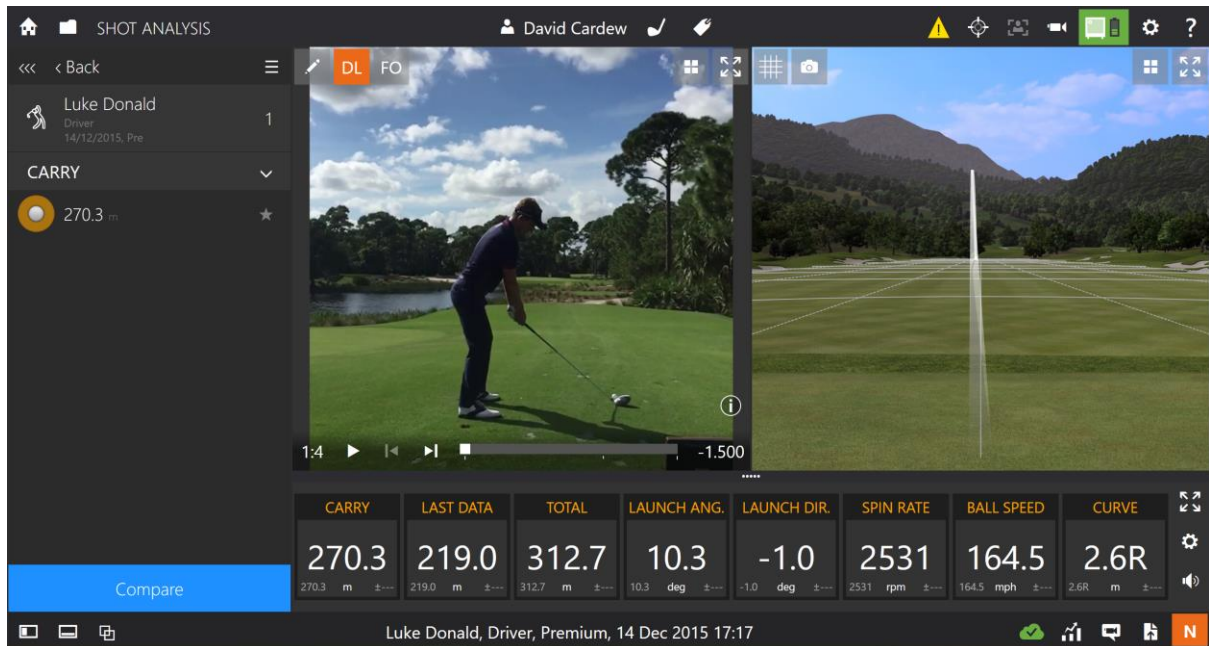 SHOT ANALYSIS
David Cardew
?
<<< < Back
Luke Donald
Driver
14/12/2015, Pre
1
CARRY
270.3 m
Compare
DL FO
1:4
-1.500
CARRY LAST DATA TOTAL LAUNCH ANG. LAUNCH DIR. SPIN RATE BALL SPEED CURVE
270.3 219.0 312.7 10.3 -1.0 2531 164.5 2.6R
270.3 m ±--- 219.0 m ±--- 312.7 m ±--- 10.3 deg ±--- -1.0 deg ±--- 2531 rpm ±--- 164.5 mph ±--- 2.6R m ±---
Luke Donald, Driver, Premium, 14 Dec 2015 17:17
N